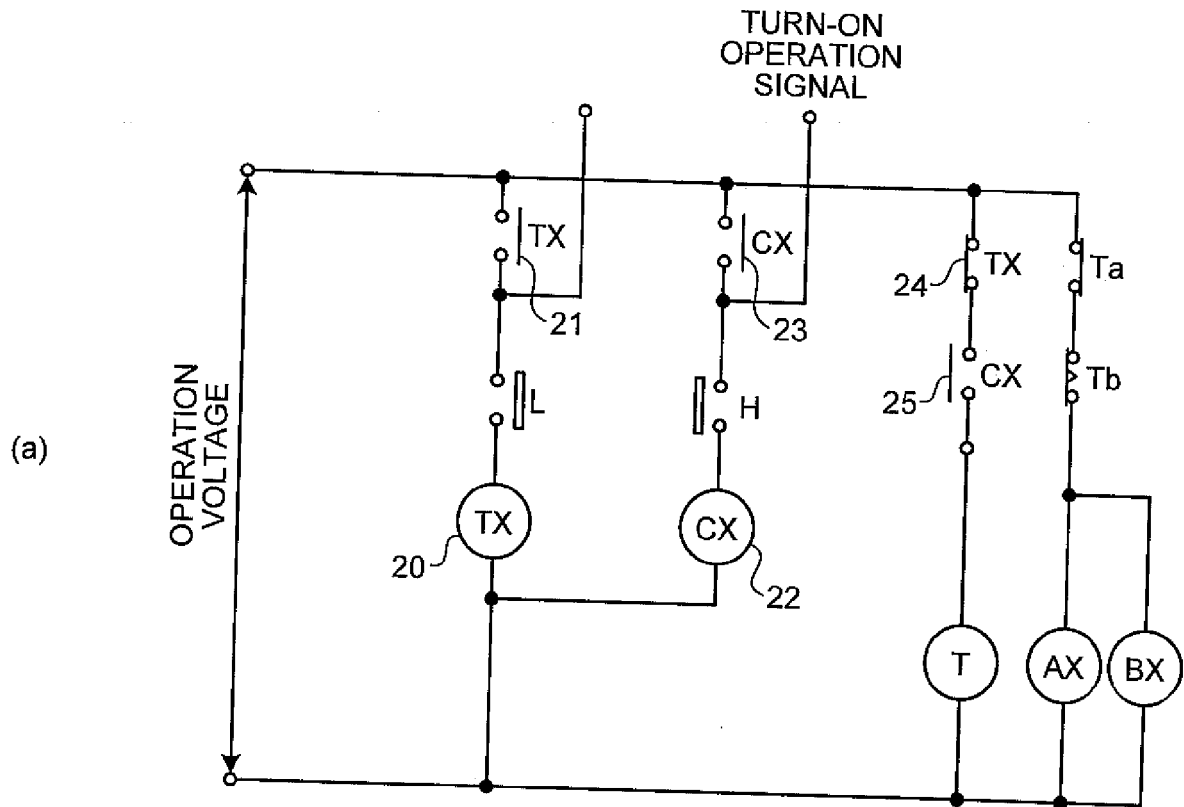 TURN-ON
OPERATION
SIGNAL
TX
21
CX
23
24
TX
Ta
25
CX
Tb
L
H
(a)
OPERATION
VOLTAGE
TX
20
CX
22
T
AX
BX